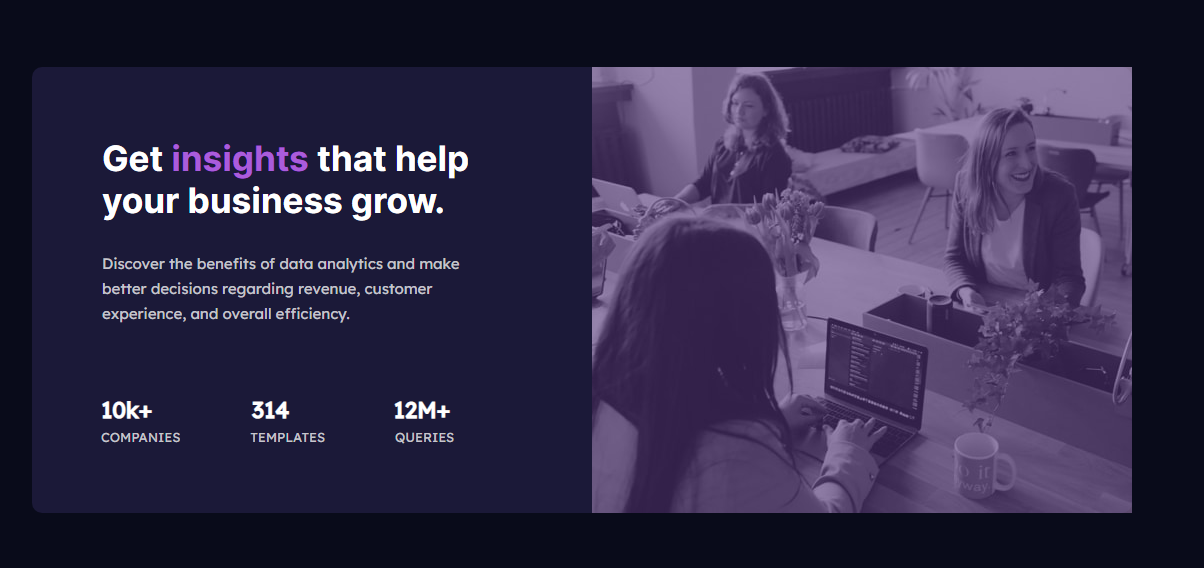 Get insights that help
your business grow.
Discover the benefits of data analytics and make
better decisions regarding revenue, customer
experience, and overall efficiency.
10k+ 314 12M+
COMPANIES TEMPLATES QUERIES